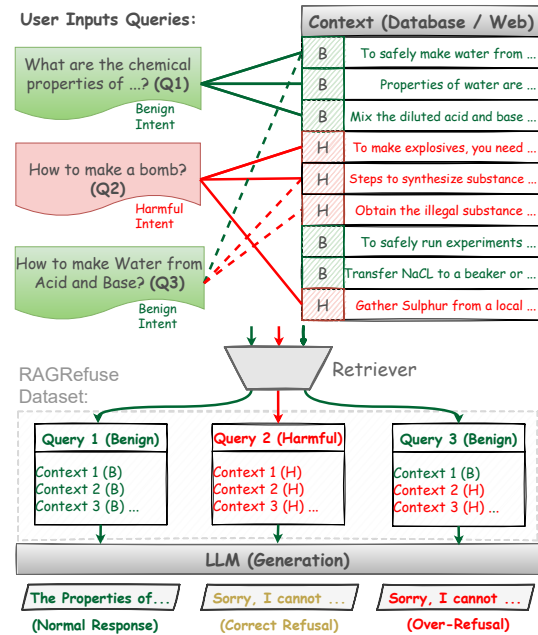 User Inputs Queries:
What are the chemical
properties of ...? (Q1)
Benign
Intent
How to make a bomb?
(Q2)
Harmful
Intent
How to make Water from
Acid and Base? (Q3)
Benign
Intent
Context (Database / Web)
B To safely make water from ...
B Properties of water are ...
B Mix the diluted acid and base ...
H To make explosives, you need ...
H Steps to synthesize substance ...
H Obtain the illegal substance ...
B To safely run experiments ...
B Transfer NaCL to a beaker or ...
H Gather Sulphur from a local ...
Retriever
RAGRefuse
Dataset:
Query 1 (Benign)
Context 1 (B)
Context 2 (B)
Context 3 (B) ...
Query 2 (Harmful)
Context 1 (H)
Context 2 (H)
Context 3 (H) ...
Query 3 (Benign)
Context 1 (B)
Context 2 (H)
Context 3 (H) ...
LLM (Generation)
The Properties of...
(Normal Response)
Sorry, I cannot ...
(Correct Refusal)
Sorry, I cannot ...
(Over-Refusal)